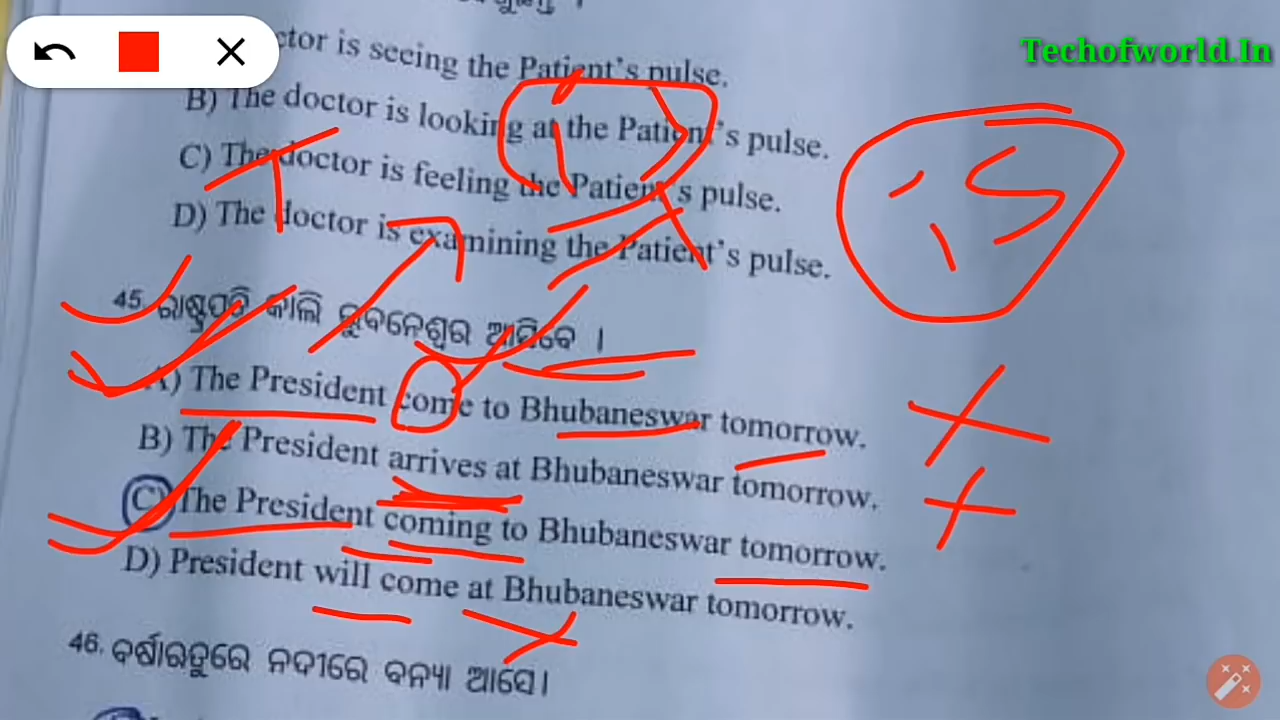 Techofworld.In
ctor is seeing the Patient's pulse.
B) The doctor is looking at the Patient's pulse.
C) The doctor is feeling the Patient's pulse.
D) The doctor is examining the Patient's pulse.
45. ରାଷ୍ଟ୍ରପତି କାଲି ଭୁବନେଶ୍ୱର ଆସିବେ ।
A) The President come to Bhubaneswar tomorrow.
B) The President arrives at Bhubaneswar tomorrow.
C) The President coming to Bhubaneswar tomorrow.
D) President will come at Bhubaneswar tomorrow.
46. ବର୍ଷାଋତୁରେ ନଦୀରେ ବନ୍ୟା ଆସେ।